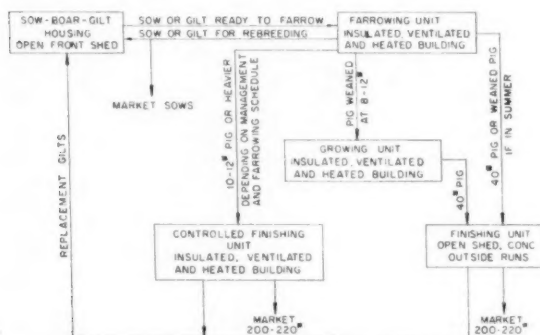 SOW-BOAR-GILT
HOUSING
OPEN FRONT SHED
SOW OR GILT READY TO FARROW
SOW OR GILT FOR REBREEDING
FARROWING UNIT
INSULATED, VENTILATED
AND HEATED BUILDING
MARKET SOWS
10-12# PIG OR HEAVIER
DEPENDING ON MANAGEMENT
AND FARROWING SCHEDULE
PIG WEANED
AT 8-12#
40# PIG OR WEANED PIG
IF IN SUMMER
GROWING UNIT
INSULATED, VENTILATED
AND HEATED BUILDING
40# PIG
REPLACEMENT GILTS
CONTROLLED FINISHING
UNIT
INSULATED, VENTILATED
AND HEATED BUILDING
FINISHING UNIT
OPEN SHED, CONC
OUTSIDE RUNS
MARKET
200-220#
MARKET
200-220#